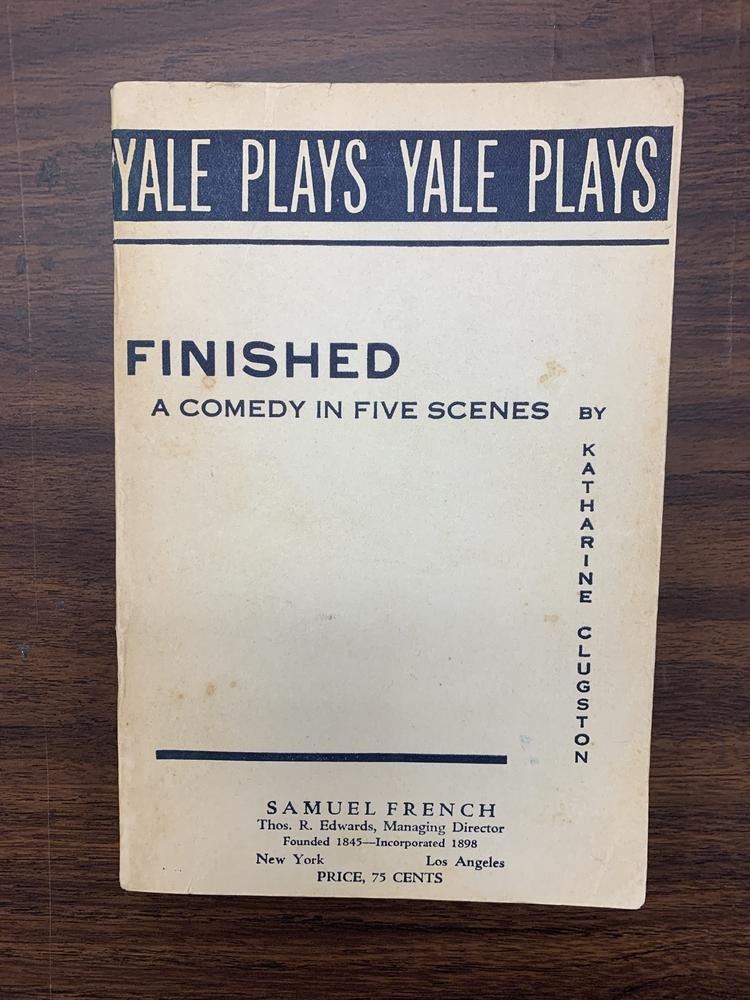 YALE PLAYS YALE PLAYS
FINISHED
A COMEDY IN FIVE SCENES BY
KATHARINE CLUGSTON
SAMUEL FRENCH
Thos. R. Edwards, Managing Director
Founded 1845—Incorporated 1898
New York Los Angeles
PRICE, 75 CENTS